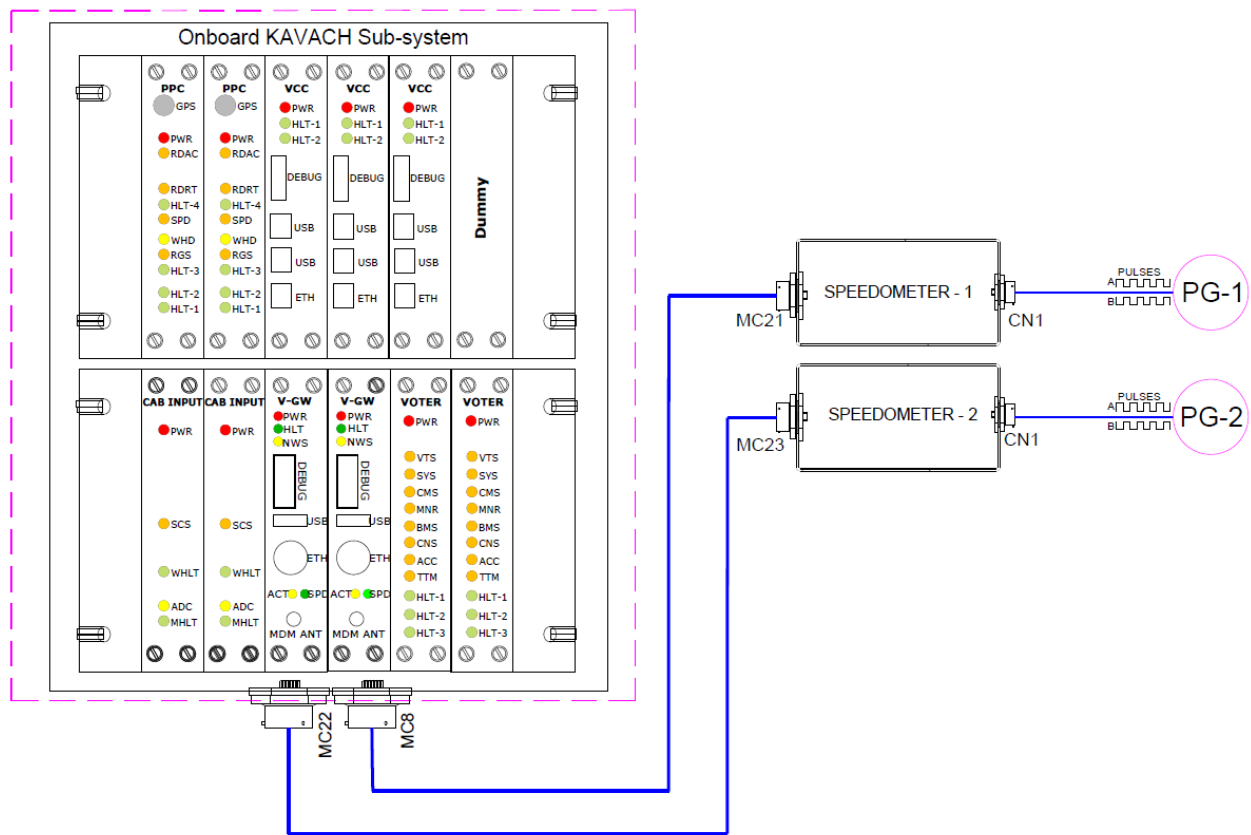 Onboard KAVACH Sub-system
PPC
GPS
PWR
RDAC
RDRT
HLT-4
SPD
WHD
RGS
HLT-3
HLT-2
HLT-1
PPC
GPS
PWR
RDAC
RDRT
HLT-4
SPD
WHD
RGS
HLT-3
HLT-2
HLT-1
VCC
PWR
HLT-1
HLT-2
DEBUG
USB
USB
ETH
VCC
PWR
HLT-1
HLT-2
DEBUG
USB
USB
ETH
VCC
PWR
HLT-1
HLT-2
DEBUG
USB
USB
ETH
Dummy
CAB INPUT
PWR
SCS
WHLT
ADC
MHLT
CAB INPUT
PWR
SCS
WHLT
ADC
MHLT
V-GW
PWR
HLT
NWS
DEBUG
USB
ETH
ACT SPD
MDM ANT
V-GW
PWR
HLT
NWS
DEBUG
USB
ETH
ACT SPD
MDM ANT
VOTER
PWR
VTS
SYS
CMS
MNR
BMS
CNS
ACC
TTM
HLT-1
HLT-2
HLT-3
VOTER
PWR
VTS
SYS
CMS
MNR
BMS
CNS
ACC
TTM
HLT-1
HLT-2
HLT-3
MC22
MC8
MC21
SPEEDOMETER - 1
CN1
PULSES
A
B
PG-1
MC23
SPEEDOMETER - 2
CN1
PULSES
A
B
PG-2